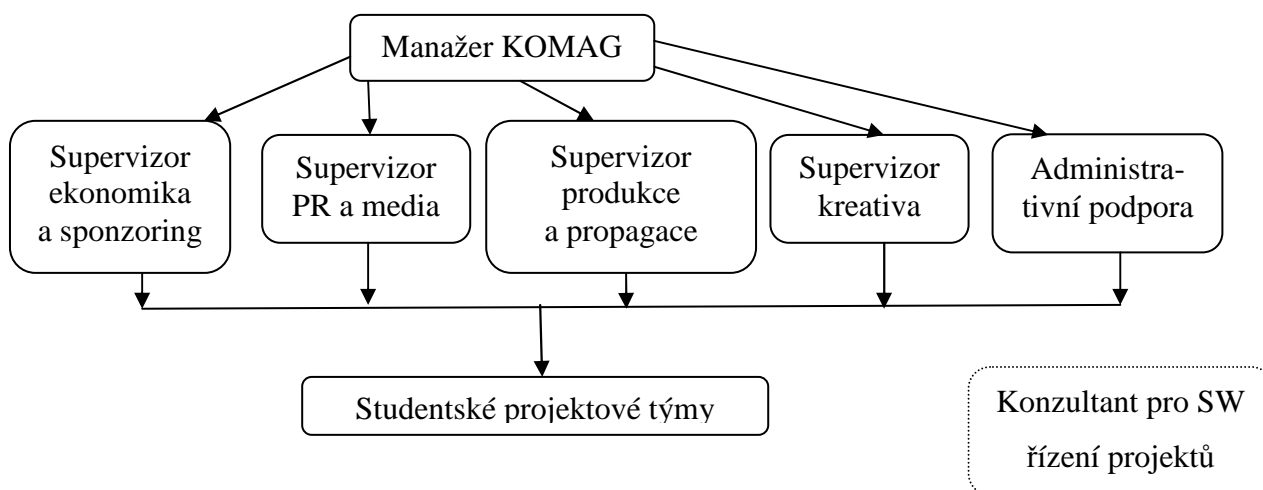 Manažer KOMAG
Supervizor
ekonomika
a sponzoring
Supervizor
PR a media
Supervizor
produkce
a propagace
Supervizor
kreativa
Administra-
tivní podpora
Studentské projektové týmy
Konzultant pro SW
řízení projektů